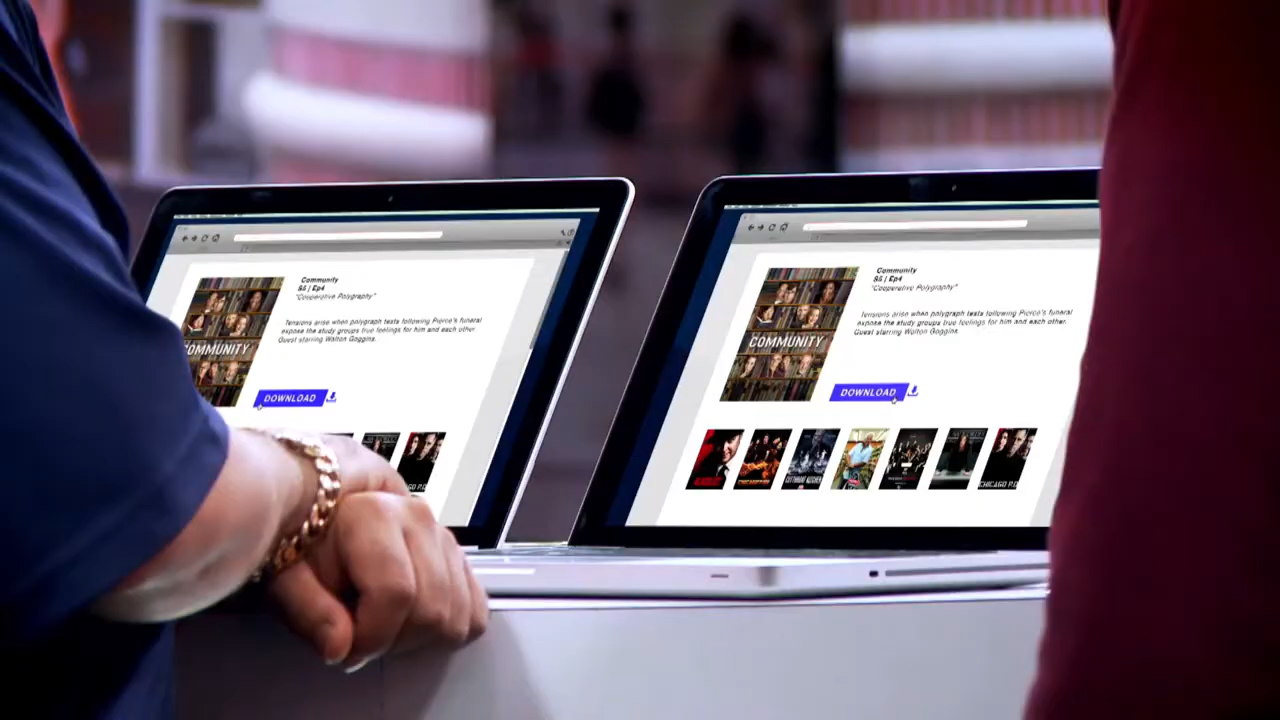 Community
S5 | Ep4
"Cooperative Polygraphy"
Tensions arise when polygraph tests following Pierce's funeral
expose the study groups true feelings for him and each other.
Guest starring Walton Goggins.
COMMUNITY
DOWNLOAD
CHICAGO P.D.
Community
S5 | Ep4
"Cooperative Polygraphy"
Tensions arise when polygraph tests following Pierce's funeral
expose the study groups true feelings for him and each other.
Guest starring Walton Goggins.
COMMUNITY
DOWNLOAD
CUTTHROAT KITCHEN
CHICAGO P.D.